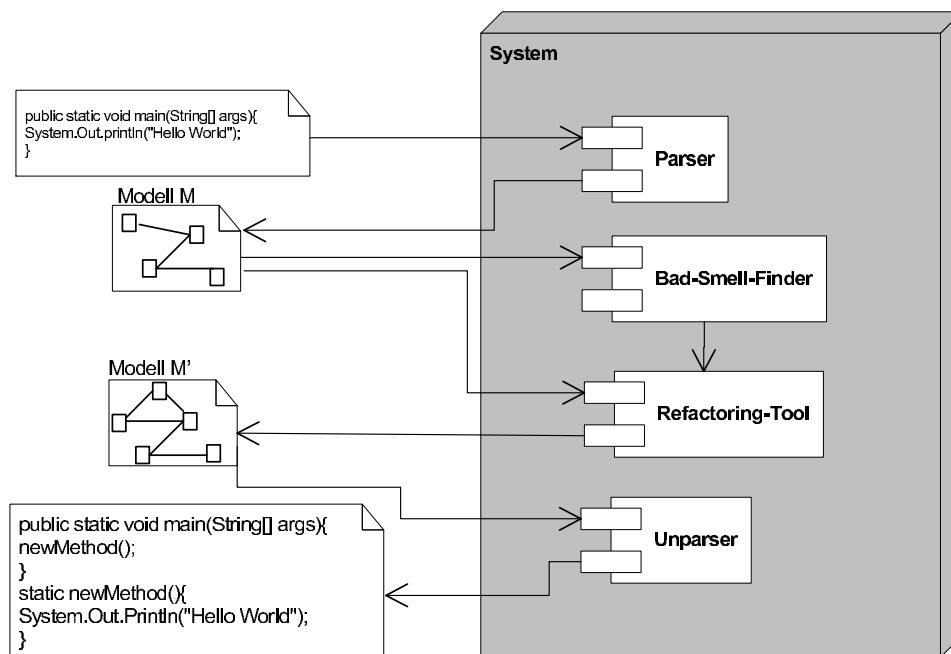 System
public static void main(String[] args){
System.Out.println("Hello World");
}
Parser
Modell M
Bad-Smell-Finder
Modell M'
Refactoring-Tool
public static void main(String[] args){
newMethod();
}
static newMethod(){
System.Out.Println("Hello World");
}
Unparser